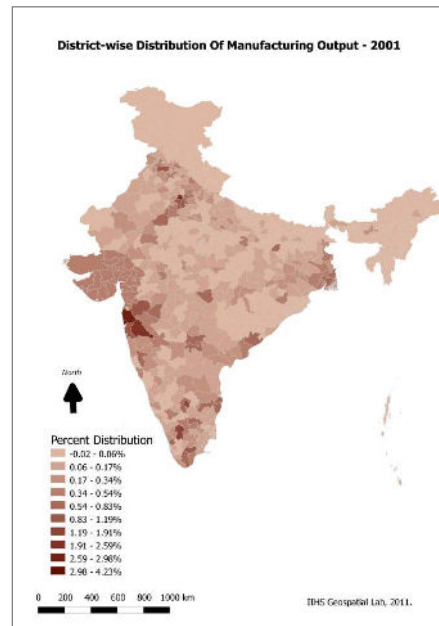 District-wise Distribution Of Manufacturing Output - 2001
North
Percent Distribution
-0.02 - 0.06%
0.06 - 0.17%
0.17 - 0.34%
0.34 - 0.54%
0.54 - 0.83%
0.83 - 1.19%
1.19 - 1.91%
1.91 - 2.59%
2.59 - 2.98%
2.98 - 4.23%
0 200 400 600 800 1000 km
IIHS Geospatial Lab, 2011.